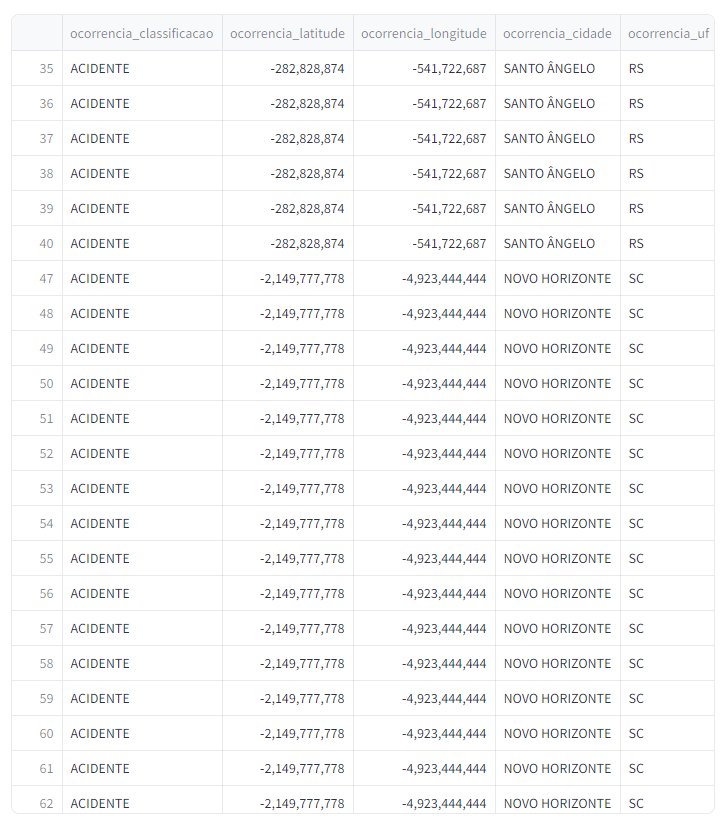 ocorrencia_classificacao ocorrencia_latitude ocorrencia_longitude ocorrencia_cidade ocorrencia_uf
35 ACIDENTE -282,828,874 -541,722,687 SANTO ÂNGELO RS
36 ACIDENTE -282,828,874 -541,722,687 SANTO ÂNGELO RS
37 ACIDENTE -282,828,874 -541,722,687 SANTO ÂNGELO RS
38 ACIDENTE -282,828,874 -541,722,687 SANTO ÂNGELO RS
39 ACIDENTE -282,828,874 -541,722,687 SANTO ÂNGELO RS
40 ACIDENTE -282,828,874 -541,722,687 SANTO ÂNGELO RS
47 ACIDENTE -2,149,777,778 -4,923,444,444 NOVO HORIZONTE SC
48 ACIDENTE -2,149,777,778 -4,923,444,444 NOVO HORIZONTE SC
49 ACIDENTE -2,149,777,778 -4,923,444,444 NOVO HORIZONTE SC
50 ACIDENTE -2,149,777,778 -4,923,444,444 NOVO HORIZONTE SC
51 ACIDENTE -2,149,777,778 -4,923,444,444 NOVO HORIZONTE SC
52 ACIDENTE -2,149,777,778 -4,923,444,444 NOVO HORIZONTE SC
53 ACIDENTE -2,149,777,778 -4,923,444,444 NOVO HORIZONTE SC
54 ACIDENTE -2,149,777,778 -4,923,444,444 NOVO HORIZONTE SC
55 ACIDENTE -2,149,777,778 -4,923,444,444 NOVO HORIZONTE SC
56 ACIDENTE -2,149,777,778 -4,923,444,444 NOVO HORIZONTE SC
57 ACIDENTE -2,149,777,778 -4,923,444,444 NOVO HORIZONTE SC
58 ACIDENTE -2,149,777,778 -4,923,444,444 NOVO HORIZONTE SC
59 ACIDENTE -2,149,777,778 -4,923,444,444 NOVO HORIZONTE SC
60 ACIDENTE -2,149,777,778 -4,923,444,444 NOVO HORIZONTE SC
61 ACIDENTE -2,149,777,778 -4,923,444,444 NOVO HORIZONTE SC
62 ACIDENTE -2,149,777,778 -4,923,444,444 NOVO HORIZONTE SC